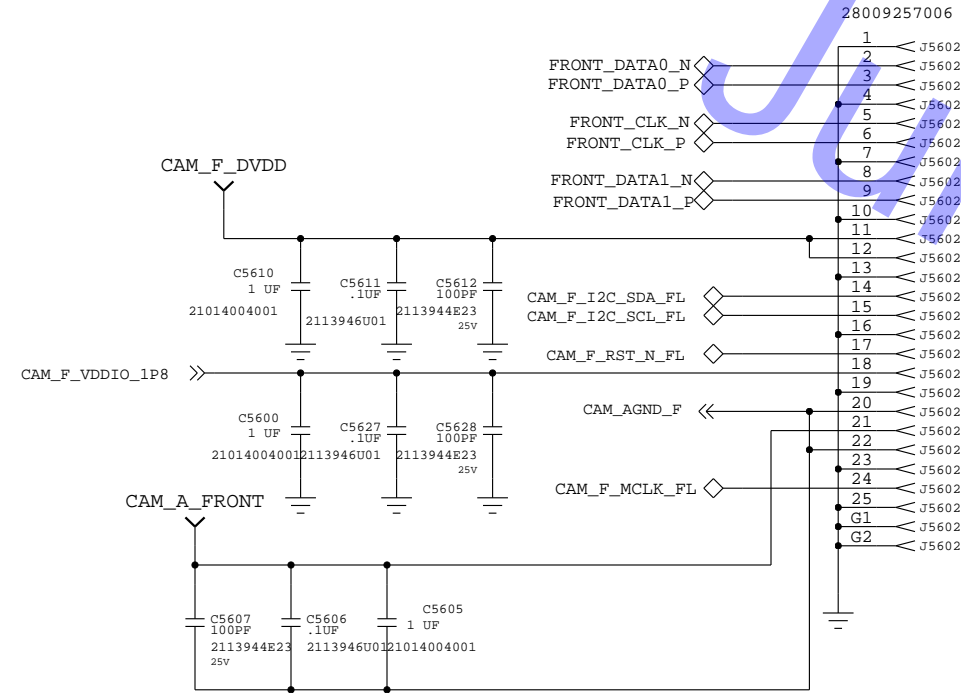 28009257006
1 J5602
FRONT_DATA0_N 2 J5602
FRONT_DATA0_P 3 J5602
4 J5602
FRONT_CLK_N 5 J5602
FRONT_CLK_P 6 J5602
7 J5602
FRONT_DATA1_N 8 J5602
FRONT_DATA1_P 9 J5602
10 J5602
CAM_F_DVDD
11 J5602
12 J5602
13 J5602
CAM_F_I2C_SDA_FL 14 J5602
CAM_F_I2C_SCL_FL 15 J5602
16 J5602
CAM_F_RST_N_FL 17 J5602
C5610
1 UF
21014004001
C5611
.1UF
2113946U01
C5612
100PF
2113944E23
25V
CAM_F_VDDIO_1P8 18 J5602
19 J5602
CAM_AGND_F 20 J5602
21 J5602
22 J5602
23 J5602
CAM_F_MCLK_FL 24 J5602
25 J5602
G1 J5602
G2 J5602
C5600
1 UF
21014004001
C5627
.1UF
2113946U01
C5628
100PF
2113944E23
25V
CAM_A_FRONT
C5607
100PF
2113944E23
25V
C5606
.1UF
2113946U01
C5605
1 UF
21014004001